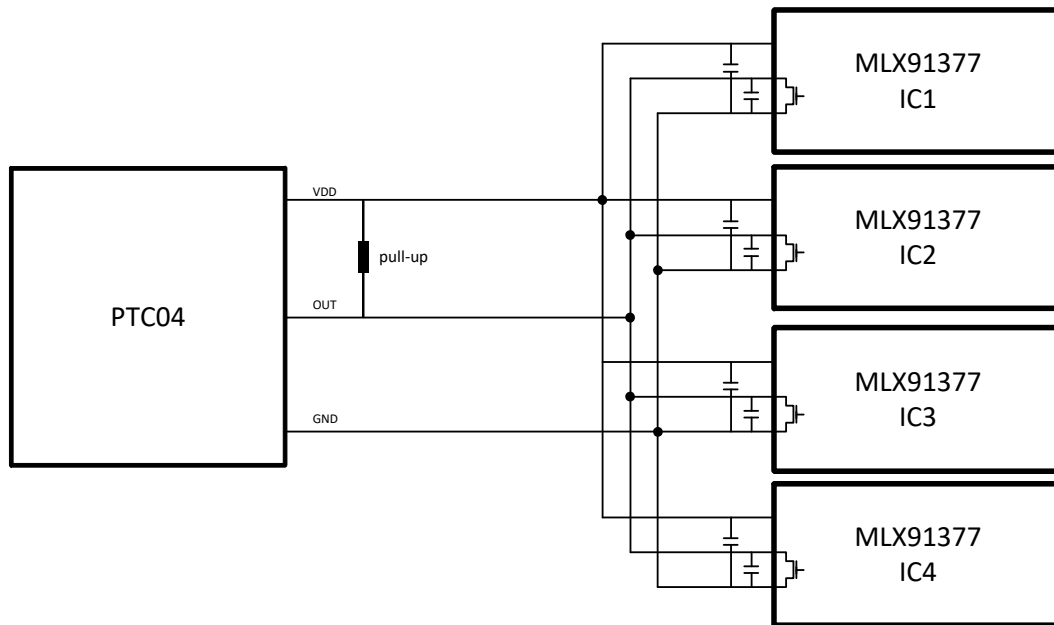 MLX91377
IC1
VDD
MLX91377
IC2
pull-up
PTC04
OUT
MLX91377
IC3
GND
MLX91377
IC4